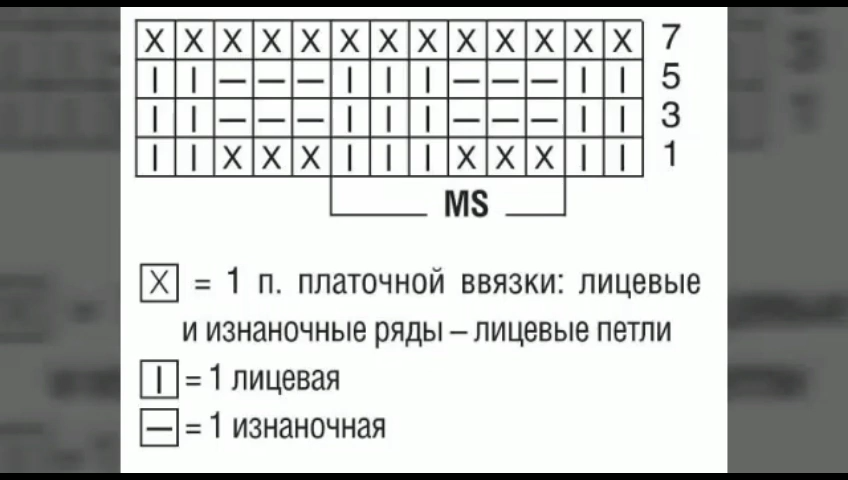 X X X X X X X X X X X X X 7
| | — — — | | | — — — | | 5
| | — — — | | | — — — | | 3
| | X X X | | | X X X | | 1
MS
X = 1 п. платочной ввязки: лицевые
и изнаночные ряды – лицевые петли
| = 1 лицевая
— = 1 изнаночная